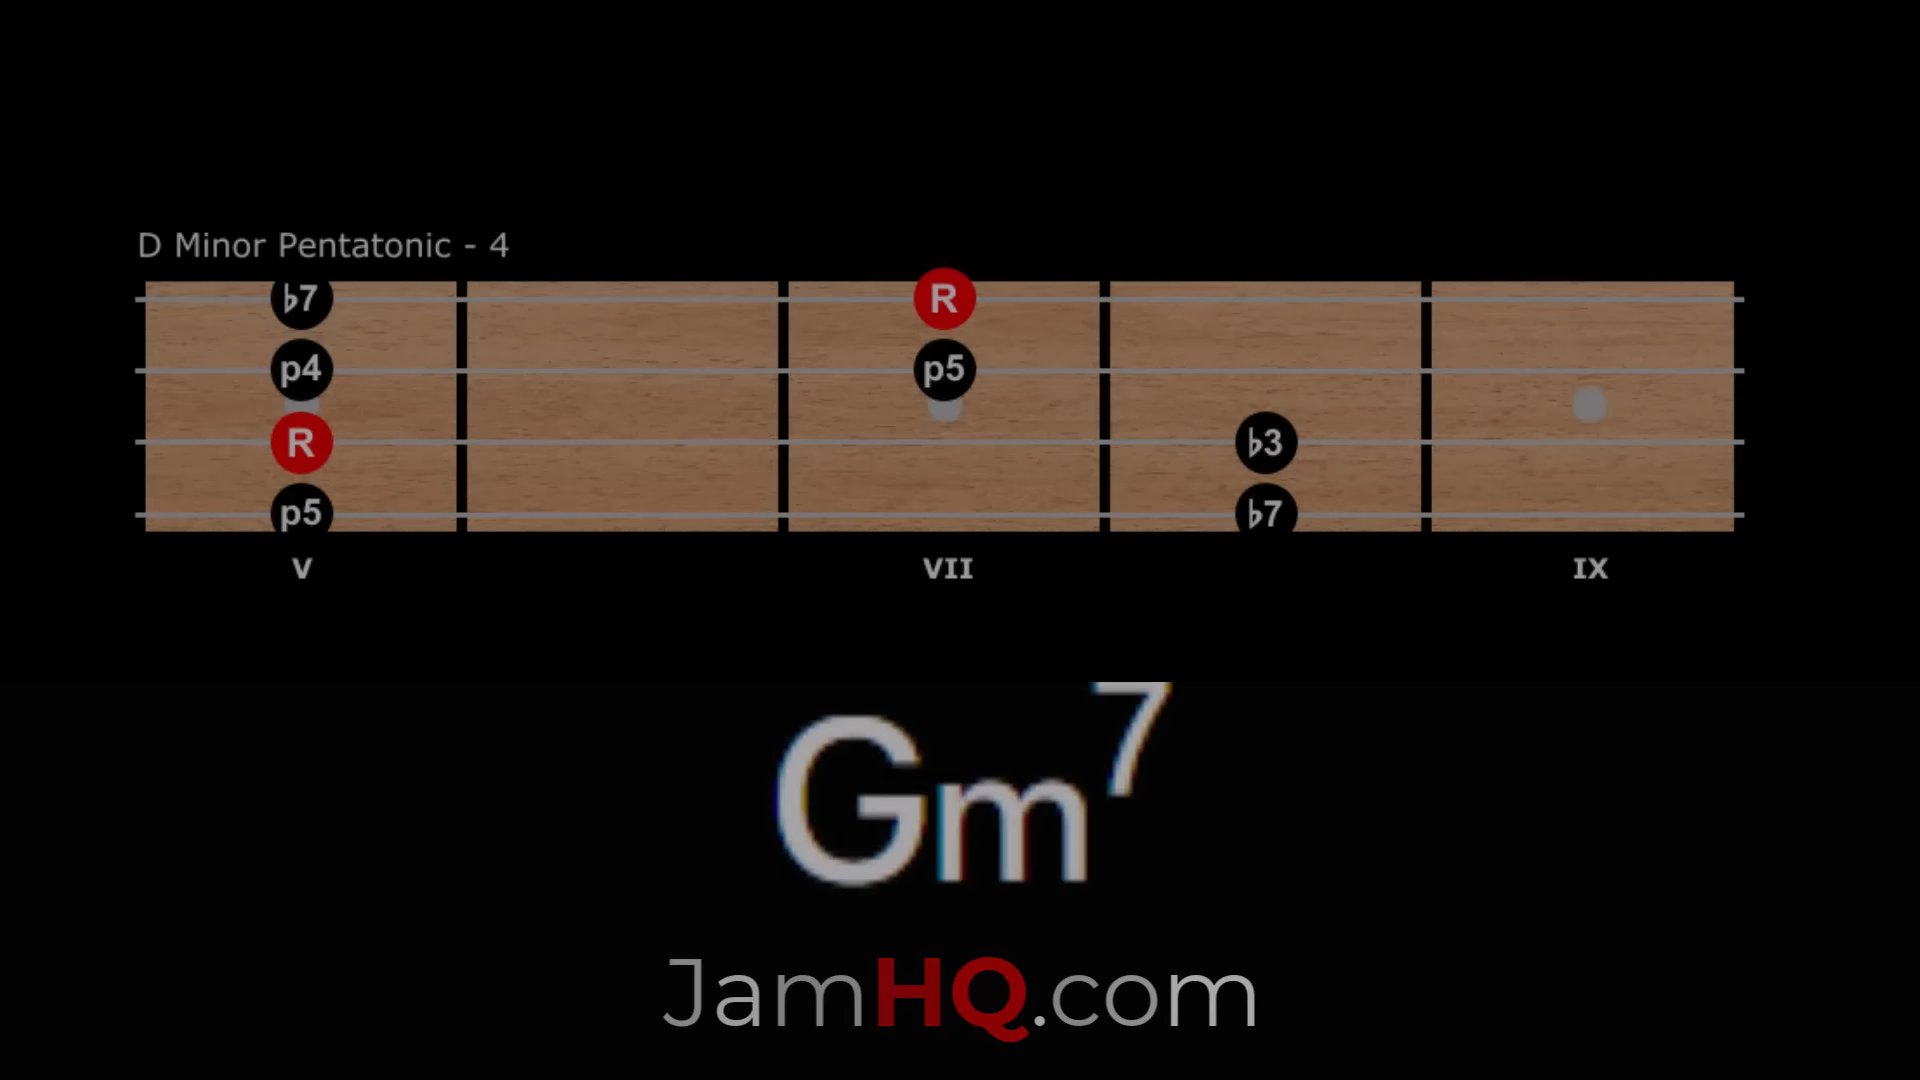 D Minor Pentatonic - 4
♭7 R
p4 p5
R ♭3
p5 ♭7
V VII IX
Gm7
JamHQ.com